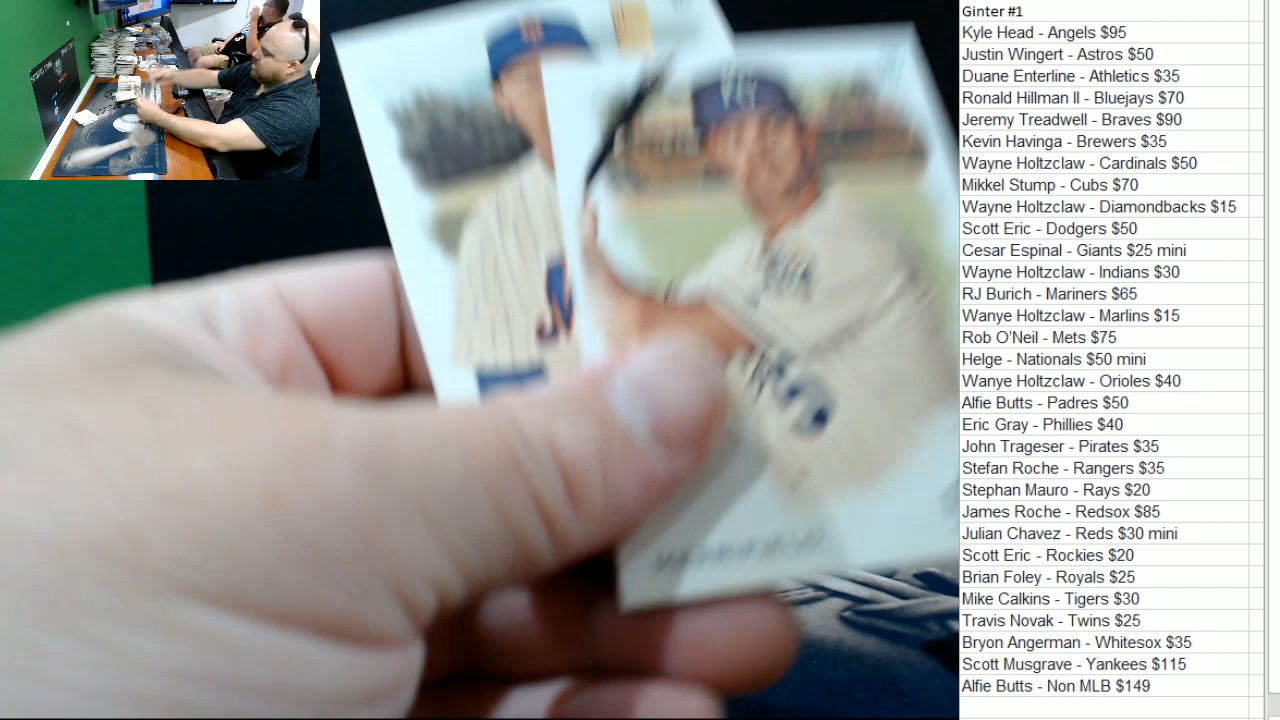 Ginter #1
Kyle Head - Angels $95
Justin Wingert - Astros $50
Duane Enterline - Athletics $35
Ronald Hillman II - Bluejays $70
Jeremy Treadwell - Braves $90
Kevin Havinga - Brewers $35
Wayne Holtzclaw - Cardinals $50
Mikkel Stump - Cubs $70
Wayne Holtzclaw - Diamondbacks $15
Scott Eric - Dodgers $50
Cesar Espinal - Giants $25 mini
Wayne Holtzclaw - Indians $30
RJ Burich - Mariners $65
Wanye Holtzclaw - Marlins $15
Rob O'Neil - Mets $75
Helge - Nationals $50 mini
Wanye Holtzclaw - Orioles $40
Alfie Butts - Padres $50
Eric Gray - Phillies $40
John Trageser - Pirates $35
Stefan Roche - Rangers $35
Stephan Mauro - Rays $20
James Roche - Redsox $85
Julian Chavez - Reds $30 mini
Scott Eric - Rockies $20
Brian Foley - Royals $25
Mike Calkins - Tigers $30
Travis Novak - Twins $25
Bryon Angerman - Whitesox $35
Scott Musgrave - Yankees $115
Alfie Butts - Non MLB $149